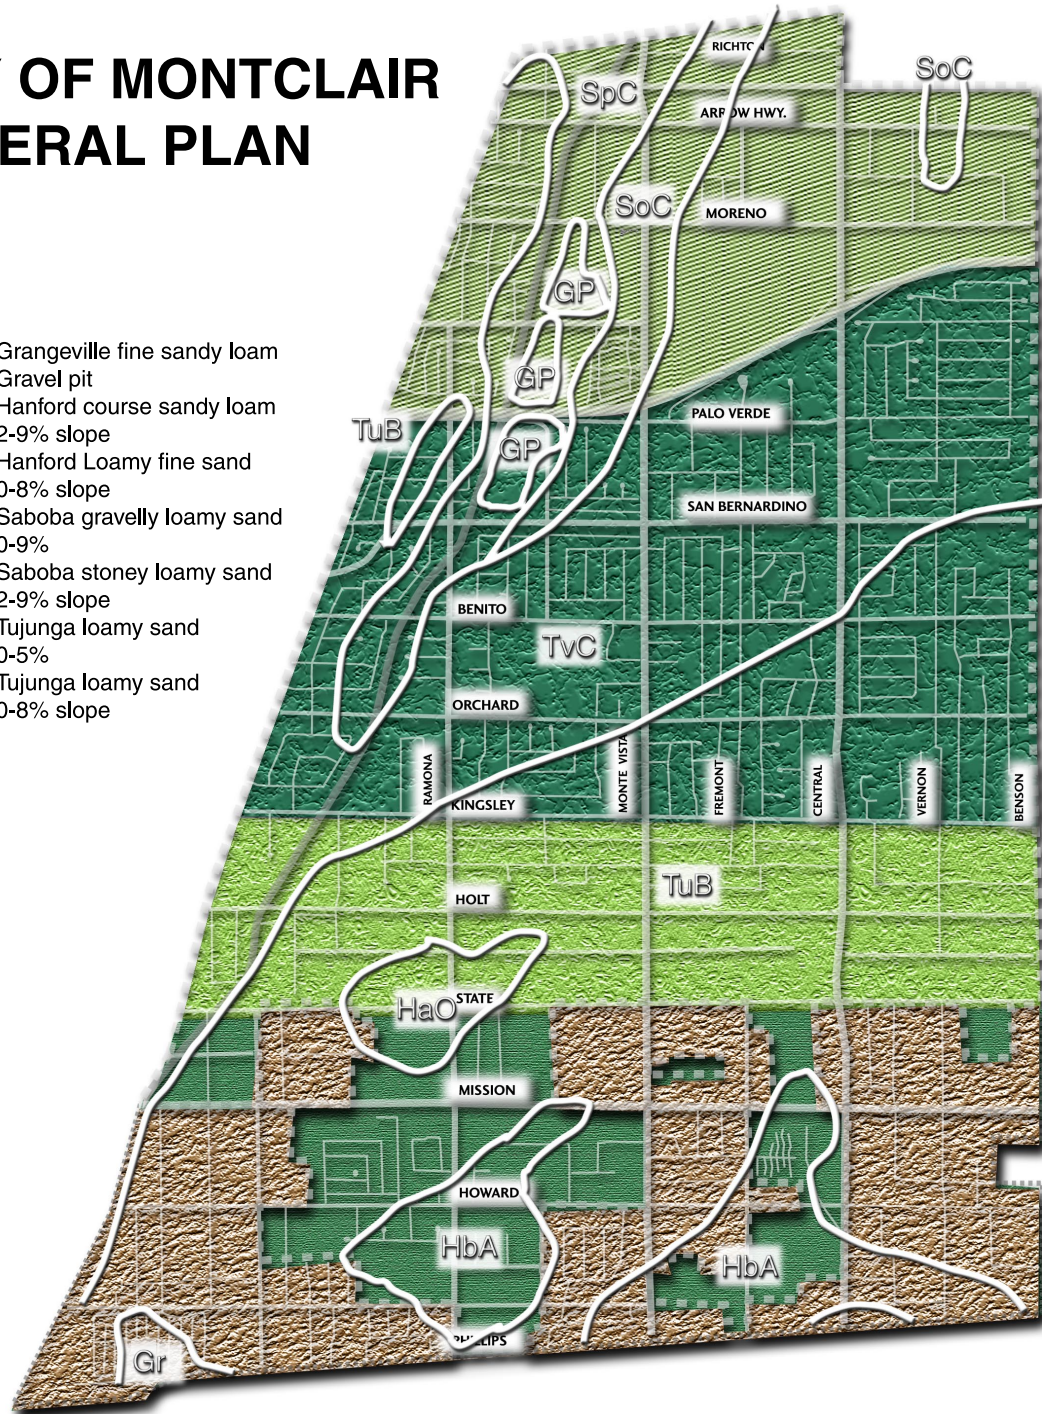 Y OF MONTCLAIR
ERAL PLAN
Grangeville fine sandy loam
Gravel pit
Hanford course sandy loam
2-9% slope
Hanford Loamy fine sand
0-8% slope
Saboba gravelly loamy sand
0-9%
Saboba stoney loamy sand
2-9% slope
Tujunga loamy sand
0-5%
Tujunga loamy sand
0-8% slope
RICHTON
SoC
SpC
ARROW HWY.
SoC
MORENO
GP
GP
PALO VERDE
TuB
GP
SAN BERNARDINO
BENITO
TvC
ORCHARD
RAMONA
MONTE VISTA
FREMONT
CENTRAL
VERNON
BENSON
KINGSLEY
TuB
HOLT
HaO
STATE
MISSION
HOWARD
HbA
HbA
PHILLIPS
Gr